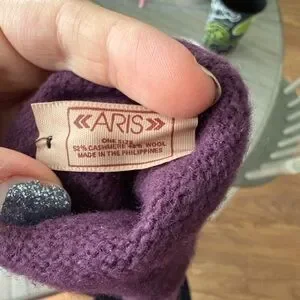 «ARIS»
ONE SIZE
52% CASHMERE 48% WOOL
MADE IN THE PHILIPPINES